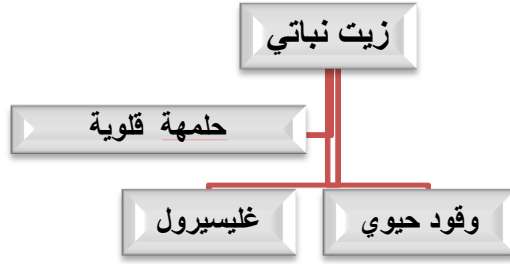 زيت نباتي
حلمهة قلوية
وقود حيوي
غليسيرول